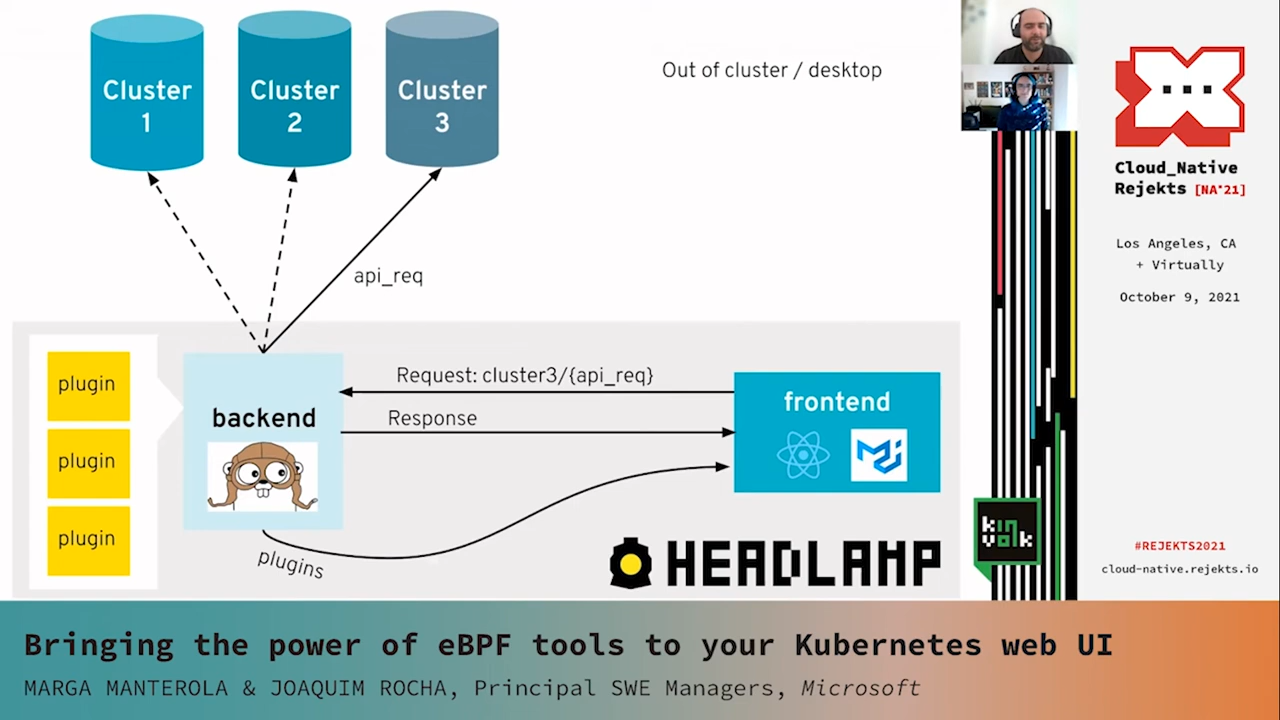 Cluster
1
Cluster
2
Cluster
3
Out of cluster / desktop
api_req
plugin
plugin
plugin
backend
Request: cluster3/{api_req}
Response
plugins
frontend
HEADLAMP
Cloud_Native
Rejekts [NA'21]
Los Angeles, CA
+ Virtually
October 9, 2021
kin
volk
#REJEKTS2021
cloud-native.rejekts.io
Bringing the power of eBPF tools to your Kubernetes web UI
MARGA MANTEROLA & JOAQUIM ROCHA, Principal SWE Managers, Microsoft